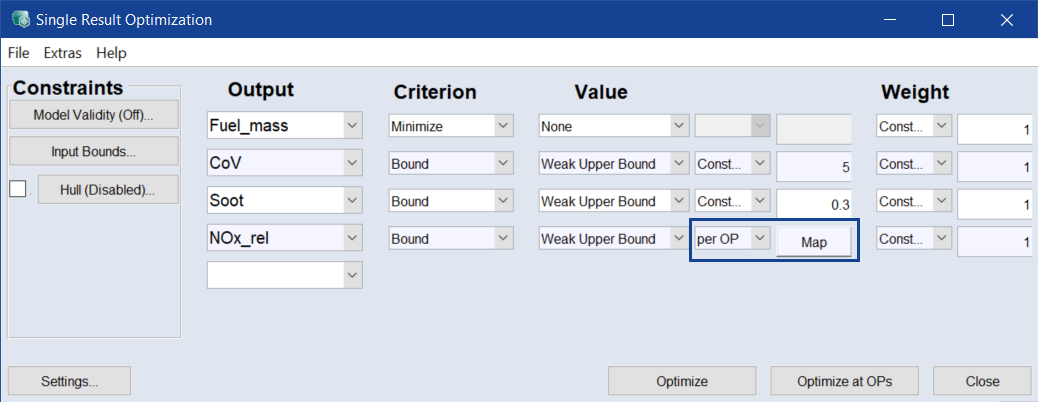 Single Result Optimization
File Extras Help
Constraints Output Criterion Value Weight
Model Validity (Off)...
Input Bounds...
. Hull (Disabled)...
Fuel_mass Minimize None Const... 1
CoV Bound Weak Upper Bound Const... 5 Const... 1
Soot Bound Weak Upper Bound Const... 0.3 Const... 1
NOx_rel Bound Weak Upper Bound per OP Map Const... 1
Settings... Optimize Optimize at OPs Close